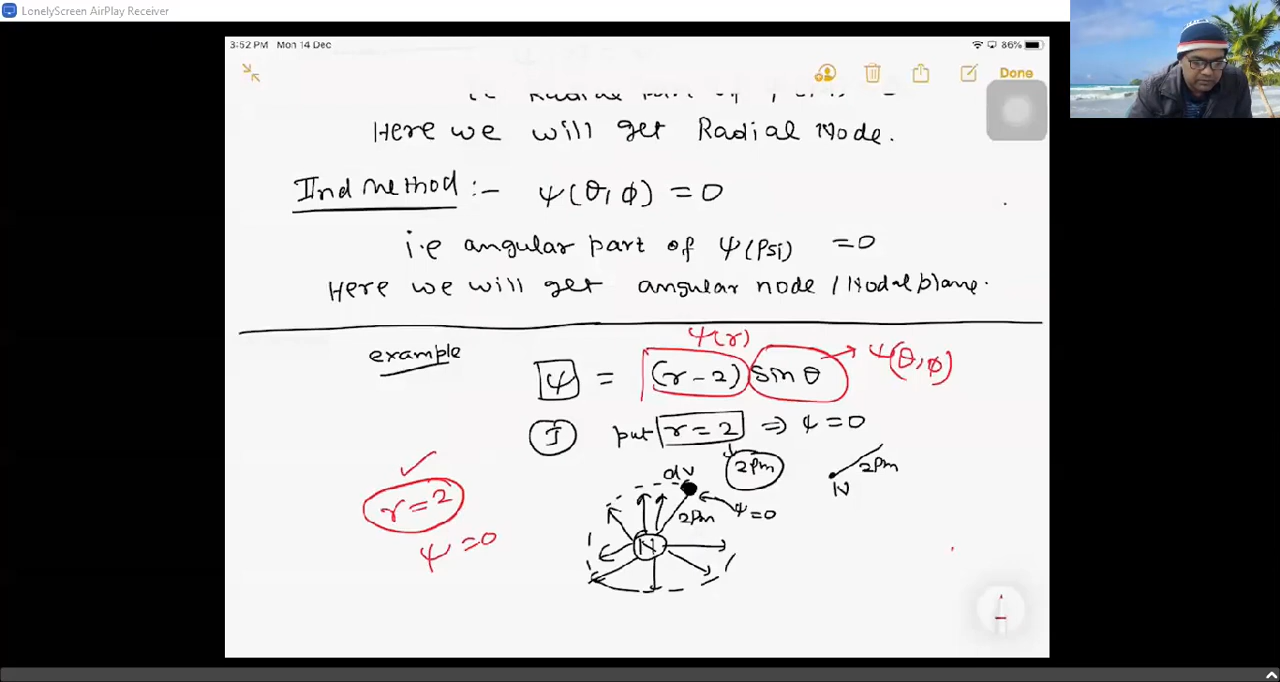 LonelyScreen AirPlay Receiver
3:52 PM Mon 14 Dec
86%
Done
Here we will get Radial Node.
IInd method :- ψ(θ, φ) = 0
i.e angular part of ψ(Psi) = 0
Here we will get angular node / Nodal plane.
example
ψ(r)
ψ = (r - 2) sin θ → ψ(θ, φ)
I put r = 2 ⇒ ψ = 0
2Pm
2Pm
N
dv
2Pm
ψ = 0
N
r = 2
ψ = 0